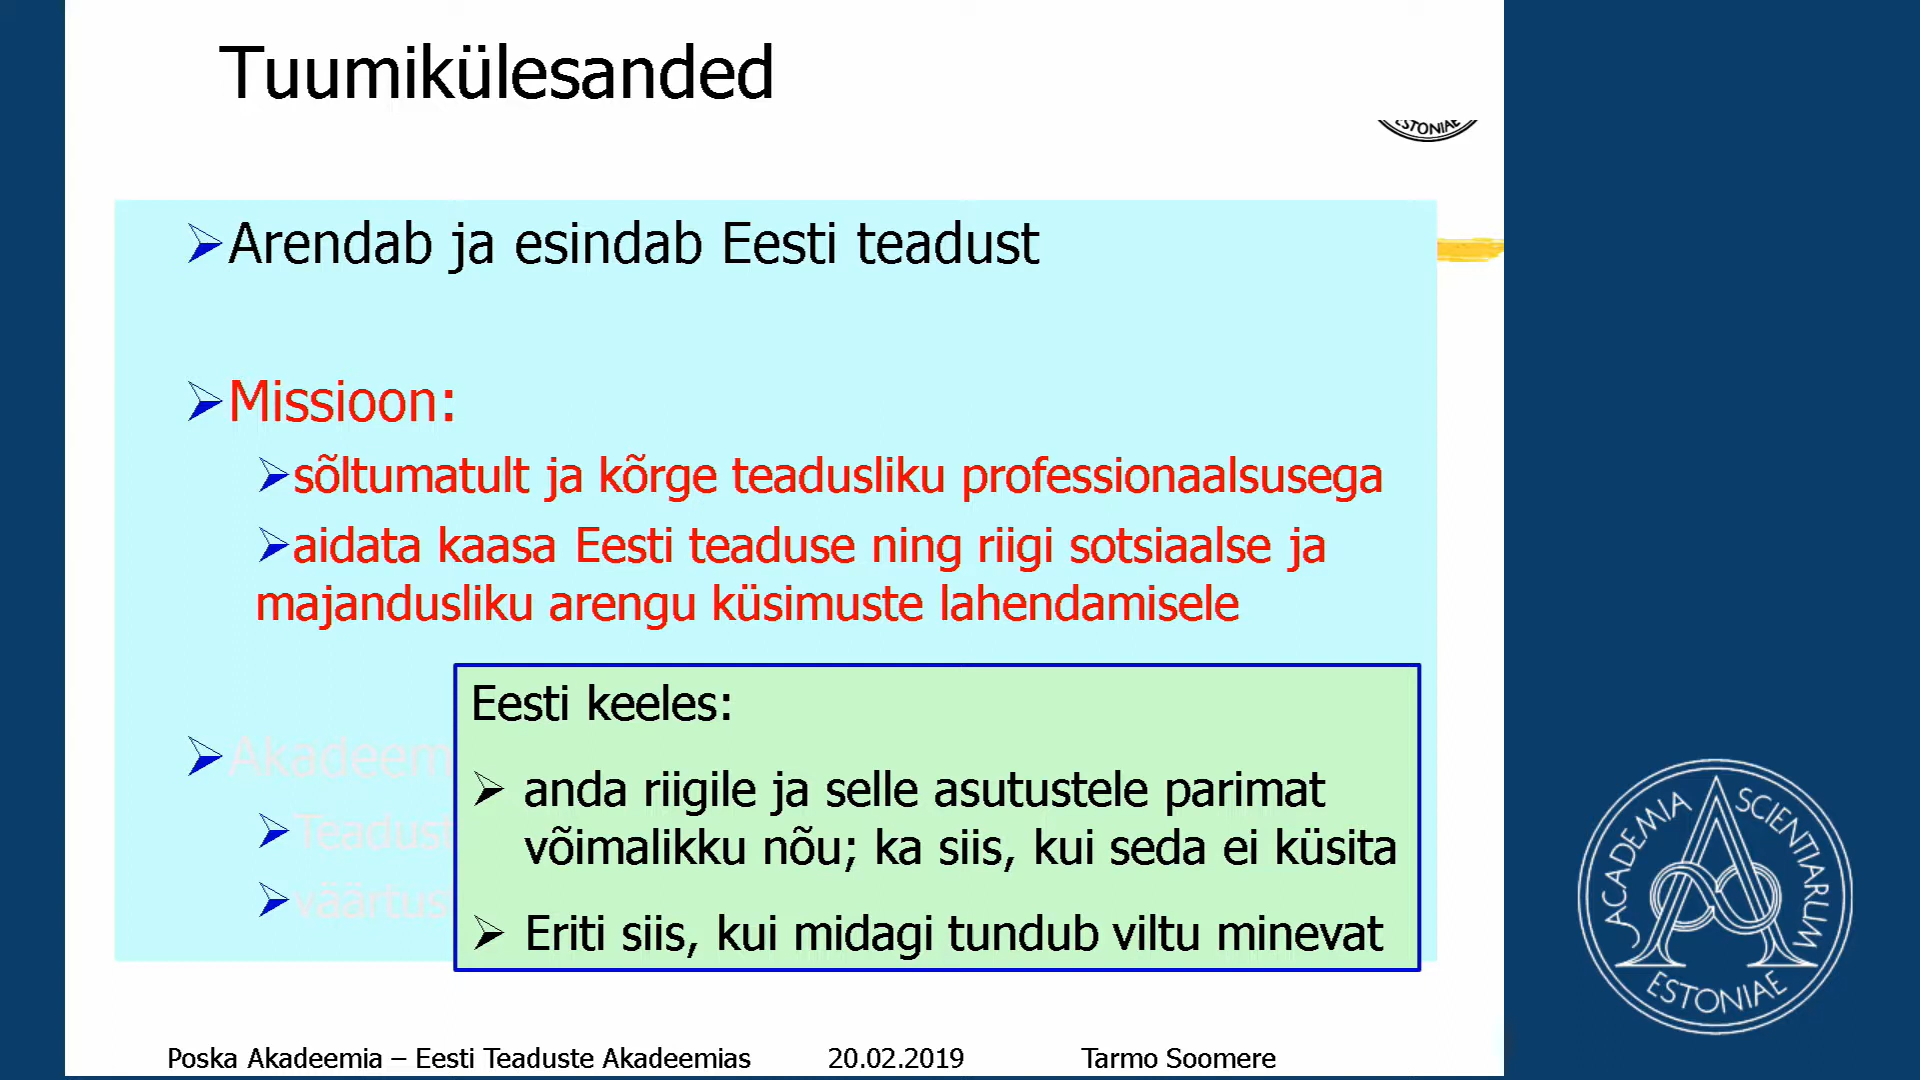 Tuumikülesanded
ESTONIAE
Arendab ja esindab Eesti teadust
Missioon:
sõltumatult ja kõrge teadusliku professionaalsusega
aidata kaasa Eesti teaduse ning riigi sotsiaalse ja
majandusliku arengu küsimuste lahendamisele
Eesti keeles:
anda riigile ja selle asutustele parimat
võimalikku nõu; ka siis, kui seda ei küsita
Eriti siis, kui midagi tundub viltu minevat
Poska Akadeemia – Eesti Teaduste Akadeemias 20.02.2019 Tarmo Soomere
ACADEMIA SCIENTIARUM
ESTONIAE